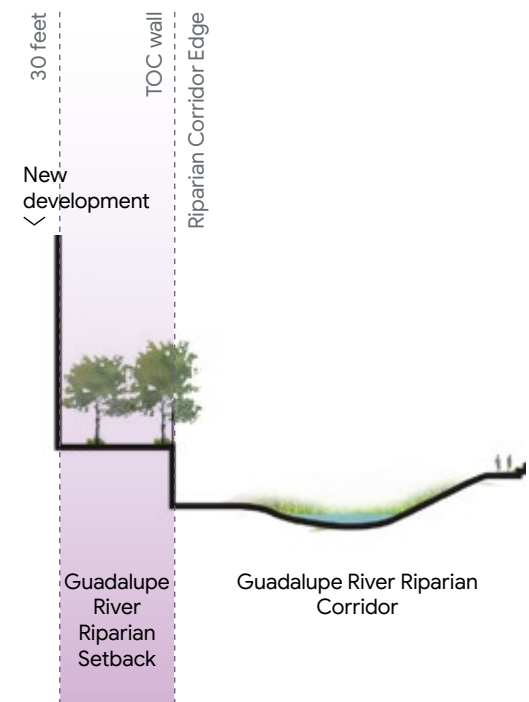 30 feet
TOC wall
Riparian Corridor Edge
New
development
Guadalupe
River
Riparian
Setback
Guadalupe River Riparian
Corridor